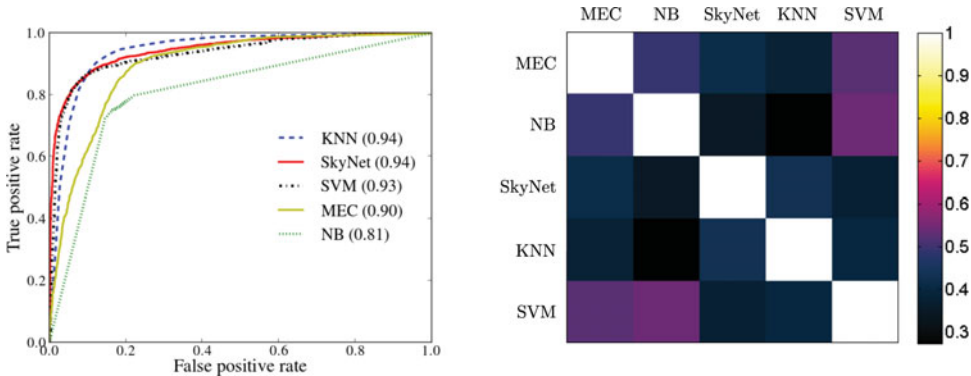 1.0
0.8
0.6
0.4
0.2
0.0
True positive rate
0.0 0.2 0.4 0.6 0.8 1.0
False positive rate
KNN (0.94)
SkyNet (0.94)
SVM (0.93)
MEC (0.90)
NB (0.81)
MEC NB SkyNet KNN SVM
MEC
NB
SkyNet
KNN
SVM
1
0.9
0.8
0.7
0.6
0.5
0.4
0.3